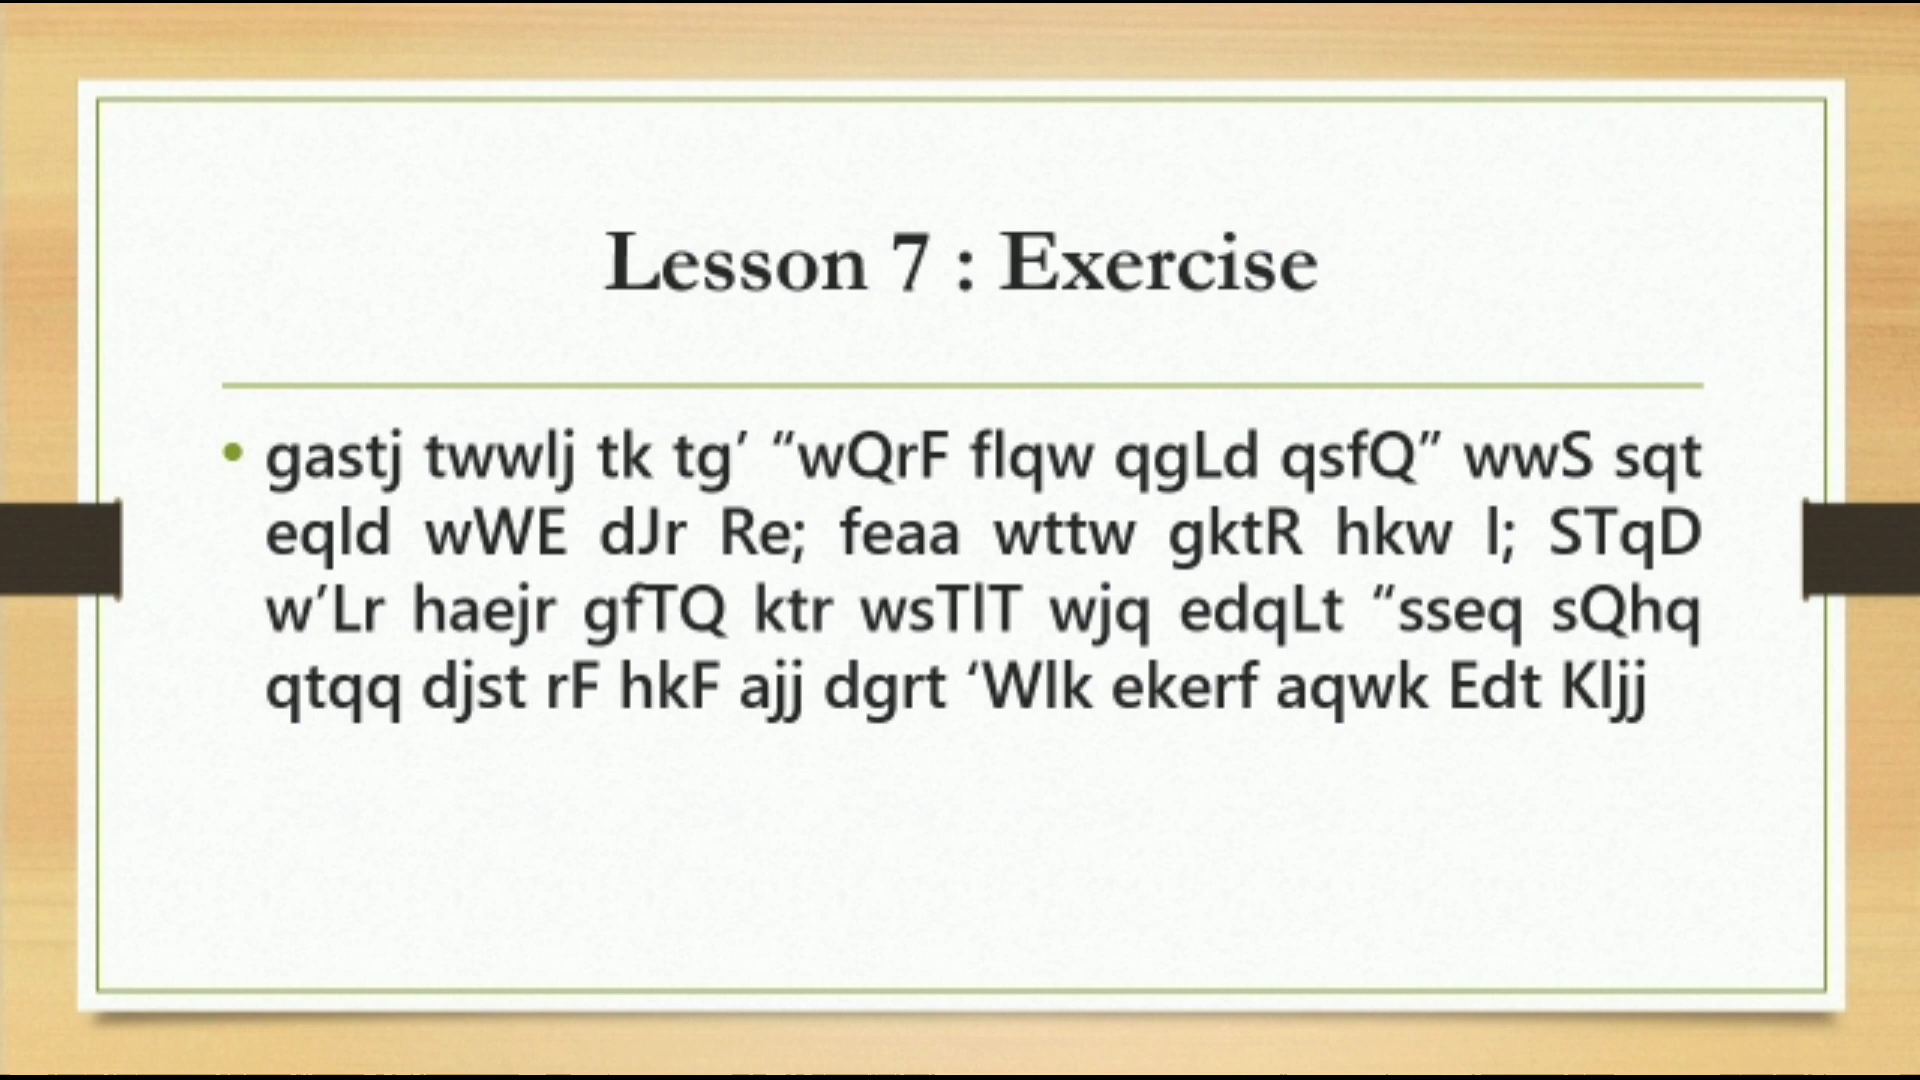 Lesson 7 : Exercise
• gastj twwlj tk tg’ “wQrF flqw qgLd qsfQ” wwS sqt
eqld wWE dJr Re; feaa wttw gktR hkw l; STqD
w’Lr haejr gfTQ ktr wsTlT wjq edqLt “sseq sQhq
qtqq djst rF hkF ajj dgrt ‘Wlk ekerf aqwk Edt Kljj